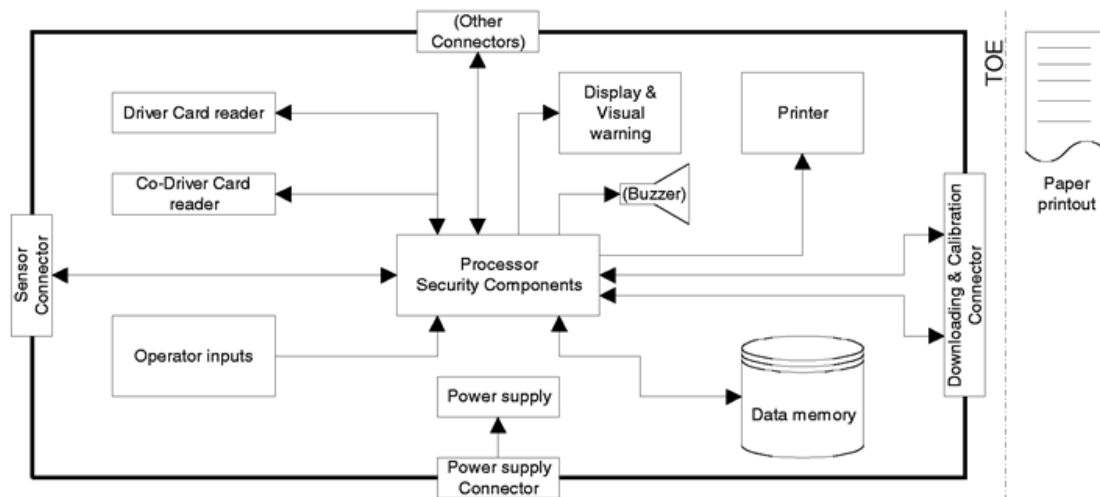 (Other
Connectors)
TOE
Driver Card reader
Display &
Visual
warning
Printer
Co-Driver Card
reader
(Buzzer)
Paper
printout
Sensor
Connector
Processor
Security Components
Downloading & Calibration
Connector
Operator inputs
Power supply
Data memory
Power supply
Connector